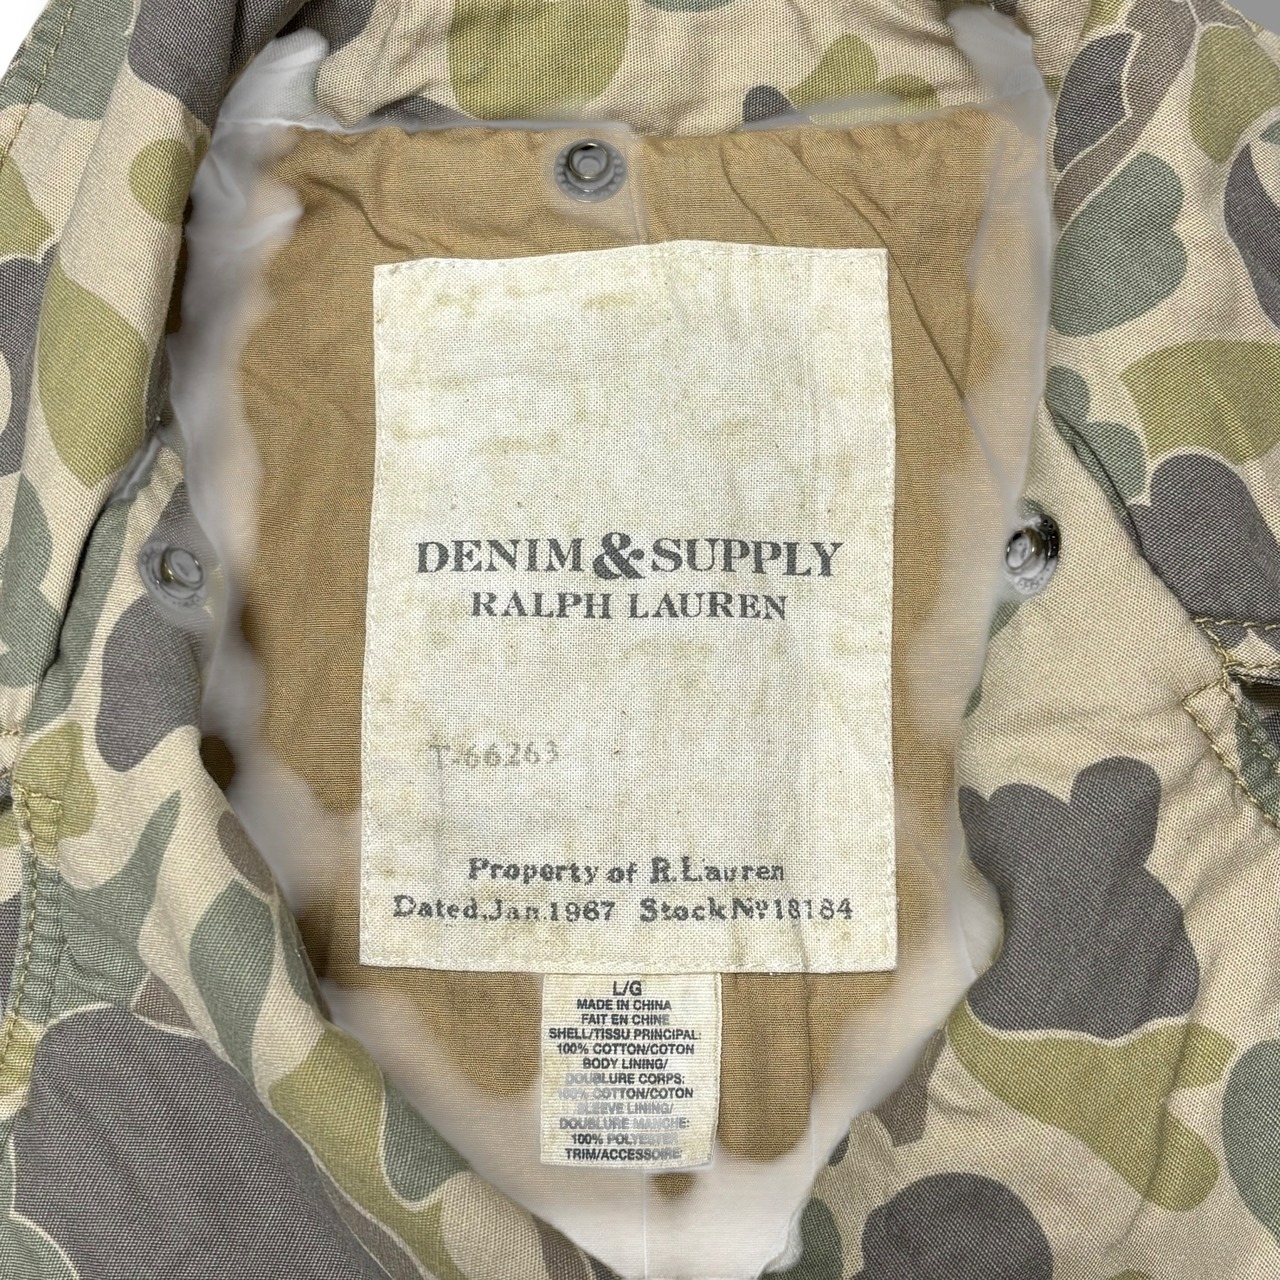 DENIM & SUPPLY
RALPH LAUREN
T-66263
Property of R.Lauren
Dated.Jan.1967 Stock Nº 18184
L/G
MADE IN CHINA
FAIT EN CHINE
SHELL/TISSU PRINCIPAL:
100% COTTON/COTON
BODY LINING/
DOUBLURE CORPS:
100% COTTON/COTON
SLEEVE LINING/
DOUBLURE MANCHE:
100% POLYESTER
TRIM/ACCESSOIRE: